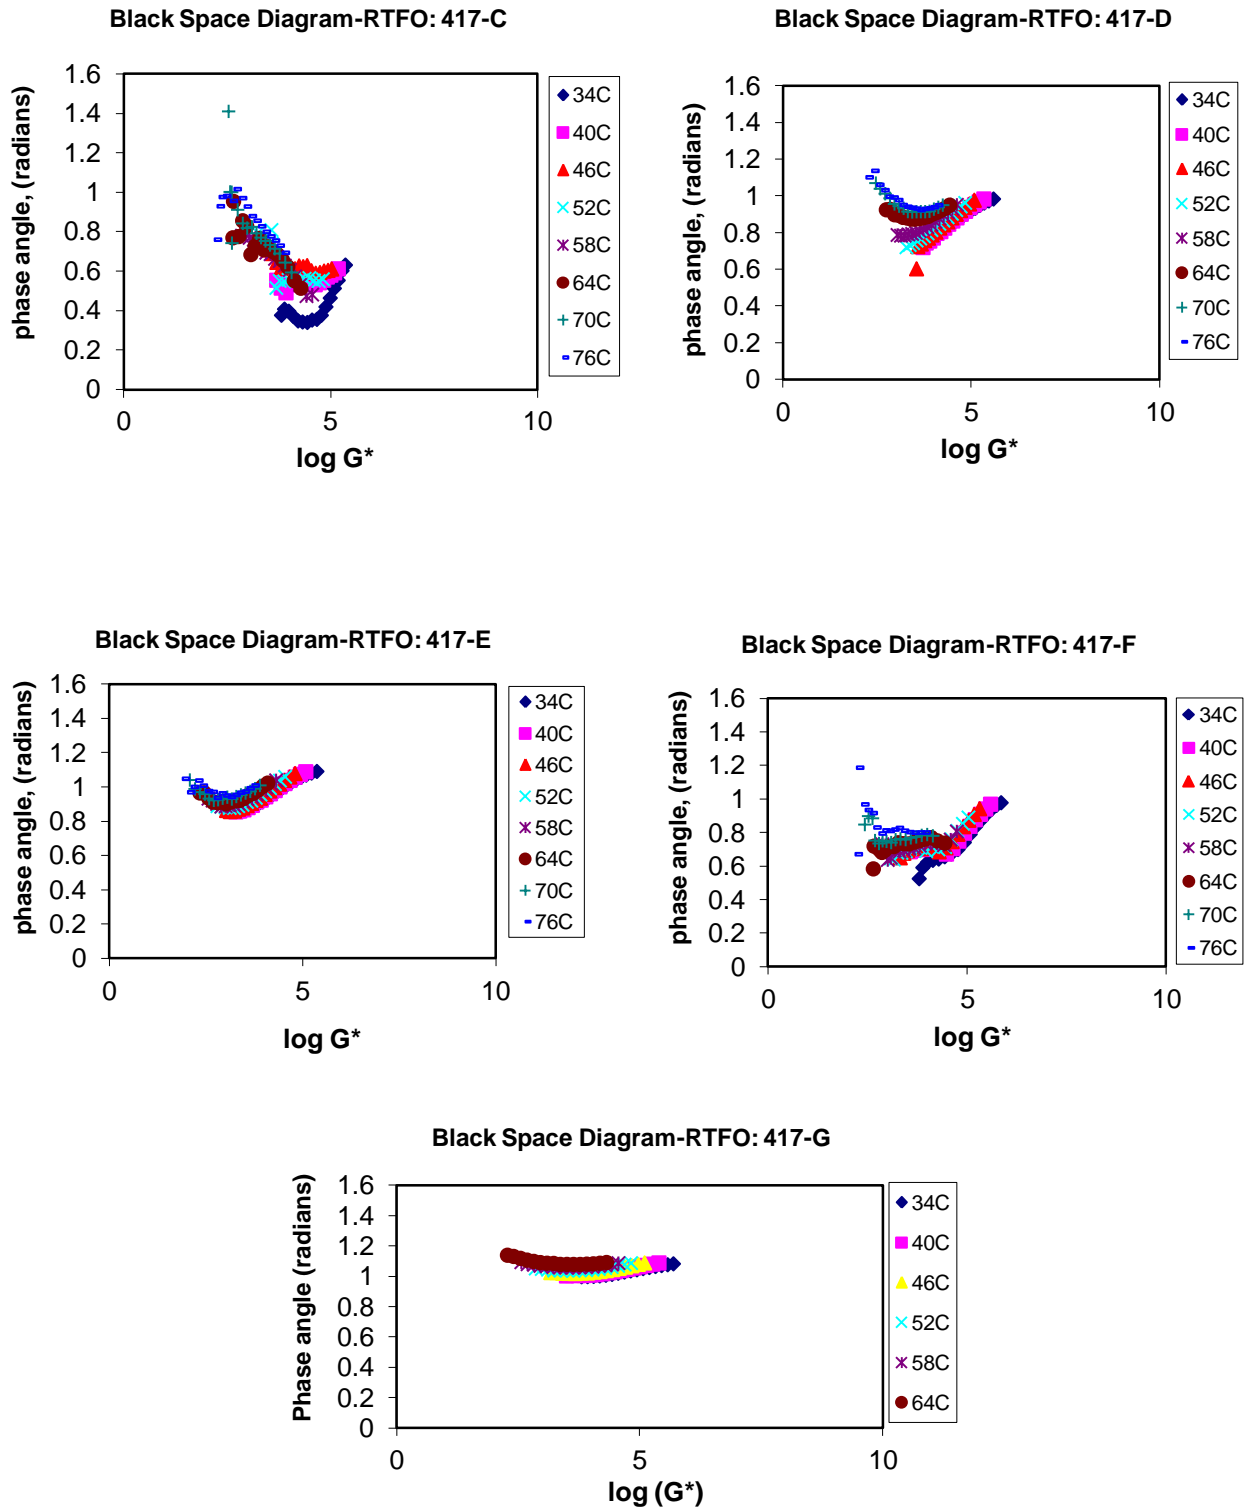 Black Space Diagram-RTFO: 417-C
phase angle, (radians)
1.6
1.4
1.2
1
0.8
0.6
0.4
0.2
0
0
5
10
log G*
34C
40C
46C
52C
58C
64C
70C
76C
Black Space Diagram-RTFO: 417-D
phase angle, (radians)
1.6
1.4
1.2
1
0.8
0.6
0.4
0.2
0
0
5
10
log G*
34C
40C
46C
52C
58C
64C
70C
76C
Black Space Diagram-RTFO: 417-E
phase angle, (radians)
1.6
1.4
1.2
1
0.8
0.6
0.4
0.2
0
0
5
10
log G*
34C
40C
46C
52C
58C
64C
70C
76C
Black Space Diagram-RTFO: 417-F
phase angle, (radians)
1.6
1.4
1.2
1
0.8
0.6
0.4
0.2
0
0
5
10
log G*
34C
40C
46C
52C
58C
64C
70C
76C
Black Space Diagram-RTFO: 417-G
Phase angle (radians)
1.6
1.4
1.2
1
0.8
0.6
0.4
0.2
0
0
5
10
log (G*)
34C
40C
46C
52C
58C
64C